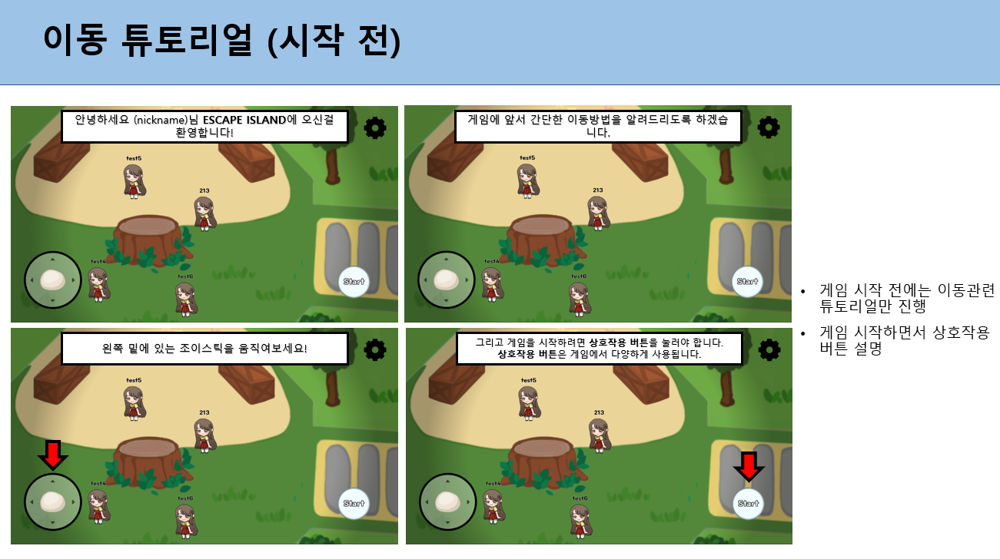 이동 튜토리얼 (시작 전)
안녕하세요 (nickname)님 ESCAPE ISLAND에 오신걸
환영합니다!
test5
213
test4
test6
Start
게임에 앞서 간단한 이동방법을 알려드리도록 하겠습
니다.
test5
213
test4
test6
Start
왼쪽 밑에 있는 조이스틱을 움직여보세요!
test5
213
test4
test6
Start
그리고 게임을 시작하려면 상호작용 버튼을 눌러야 합니다.
상호작용 버튼은 게임에서 다양하게 사용됩니다.
test5
213
test4
test6
Start
• 게임 시작 전에는 이동관련
튜토리얼만 진행
• 게임 시작하면서 상호작용
버튼 설명